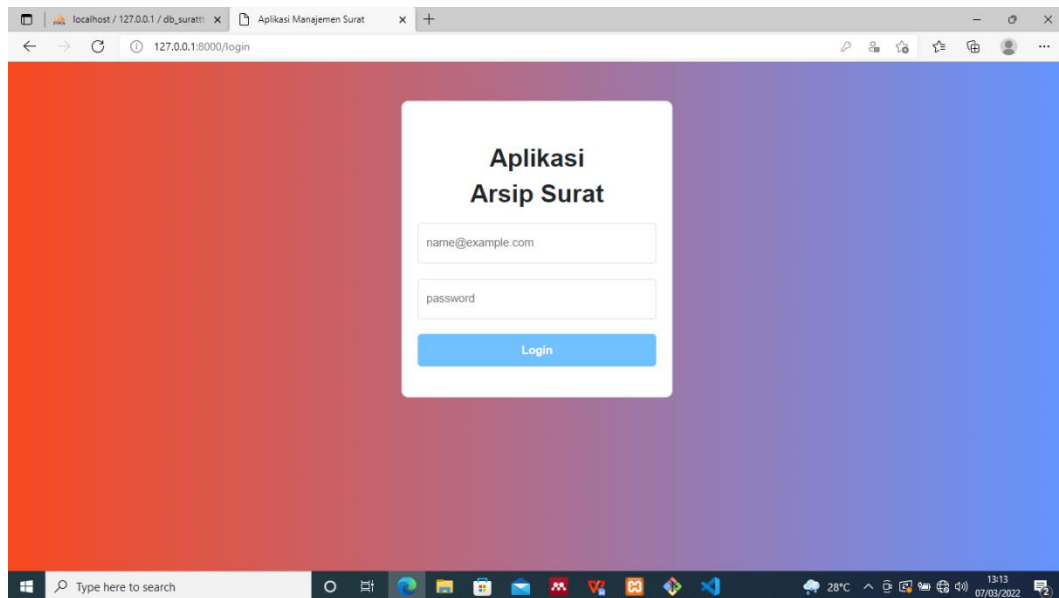 localhost / 127.0.0.1 / db_suratt
Aplikasi Manajemen Surat
127.0.0.1:8000/login
Aplikasi
Arsip Surat
name@example.com
password
Login
Type here to search
28°C
13:13
07/03/2022
2